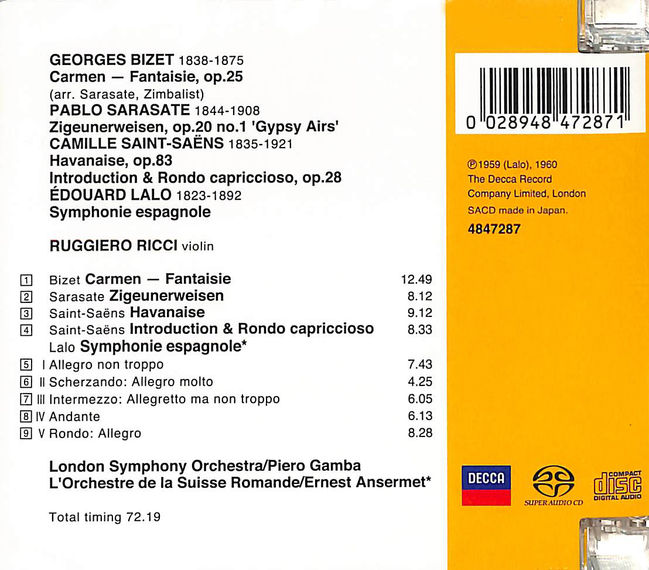 GEORGES BIZET 1838-1875
Carmen — Fantaisie, op.25
(arr. Sarasate, Zimbalist)
PABLO SARASATE 1844-1908
Zigeunerweisen, op.20 no.1 'Gypsy Airs'
CAMILLE SAINT-SAËNS 1835-1921
Havanaise, op.83
Introduction & Rondo capriccioso, op.28
ÉDOUARD LALO 1823-1892
Symphonie espagnole
RUGGIERO RICCI violin
1 Bizet Carmen — Fantaisie 12.49
2 Sarasate Zigeunerweisen 8.12
3 Saint-Saëns Havanaise 9.12
4 Saint-Saëns Introduction & Rondo capriccioso 8.33
Lalo Symphonie espagnole*
5 I Allegro non troppo 7.43
6 II Scherzando: Allegro molto 4.25
7 III Intermezzo: Allegretto ma non troppo 6.05
8 IV Andante 6.13
9 V Rondo: Allegro 8.28
London Symphony Orchestra/Piero Gamba
L'Orchestre de la Suisse Romande/Ernest Ansermet*
Total timing 72.19
0 028948 472871
℗1959 (Lalo), 1960
The Decca Record
Company Limited, London
SACD made in Japan.
4847287
DECCA
SUPER AUDIO CD
COMPACT
disc
DIGITAL AUDIO